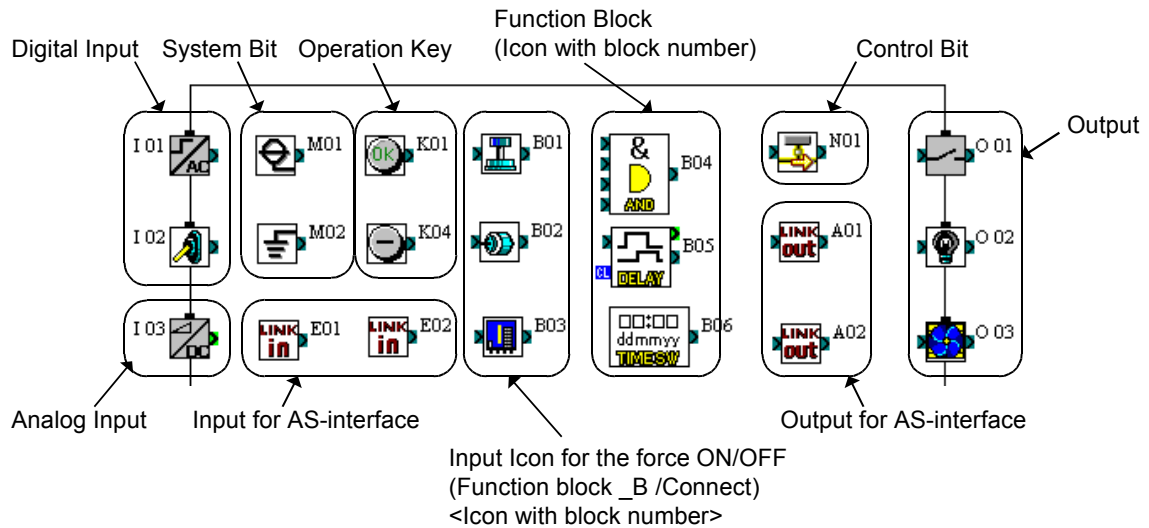 Function Block
(Icon with block number)
Digital Input
System Bit
Operation Key
Control Bit
Output
I 01
AC
M01
OK
K01
B01
&
AND
B04
N01
O 01
I 02
M02
K04
B02
CL
DELAY
B05
LINK
out
A01
O 02
I 03
DC
LINK
in
E01
LINK
in
E02
B03
00:00
ddmmyy
TIMESW
B06
LINK
out
A02
O 03
Analog Input
Input for AS-interface
Output for AS-interface
Input Icon for the force ON/OFF
(Function block _B /Connect)
<Icon with block number>